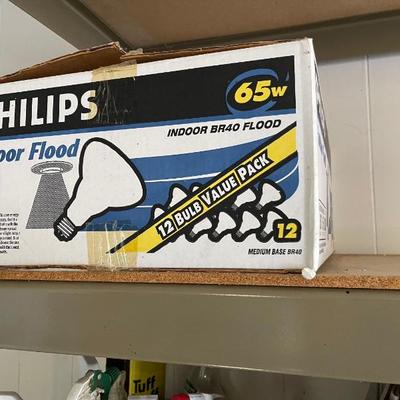 HILIPS
65W
INDOOR BR40 FLOOD
oor Flood
12 BULB VALUE PACK
12
MEDIUM BASE BR40
Tuff